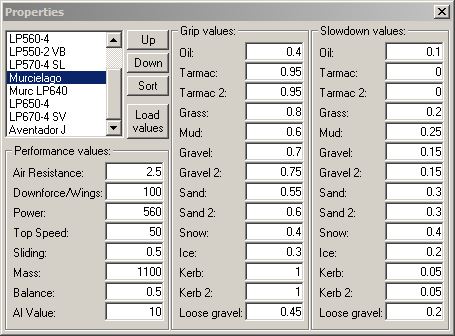 Properties
LP560-4
LP550-2 VB
LP570-4 SL
Murcielago
Murc LP640
LP650-4
LP670-4 SV
Aventador J
Up
Down
Sort
Load
values
Performance values:
Air Resistance: 2.5
Downforce/Wings: 100
Power: 560
Top Speed: 50
Sliding: 0.5
Mass: 1100
Balance: 0.5
AI Value: 10
Grip values:
Oil: 0.4
Tarmac: 0.95
Tarmac 2: 0.95
Grass: 0.8
Mud: 0.6
Gravel: 0.7
Gravel 2: 0.75
Sand: 0.55
Sand 2: 0.6
Snow: 0.4
Ice: 0.3
Kerb: 1
Kerb 2: 1
Loose gravel: 0.45
Slowdown values:
Oil: 0.1
Tarmac: 0
Tarmac 2: 0
Grass: 0.2
Mud: 0.25
Gravel: 0.15
Gravel 2: 0.15
Sand: 0.3
Sand 2: 0.3
Snow: 0.4
Ice: 0.3
Kerb: 0.05
Kerb 2: 0.05
Loose gravel: 0.2